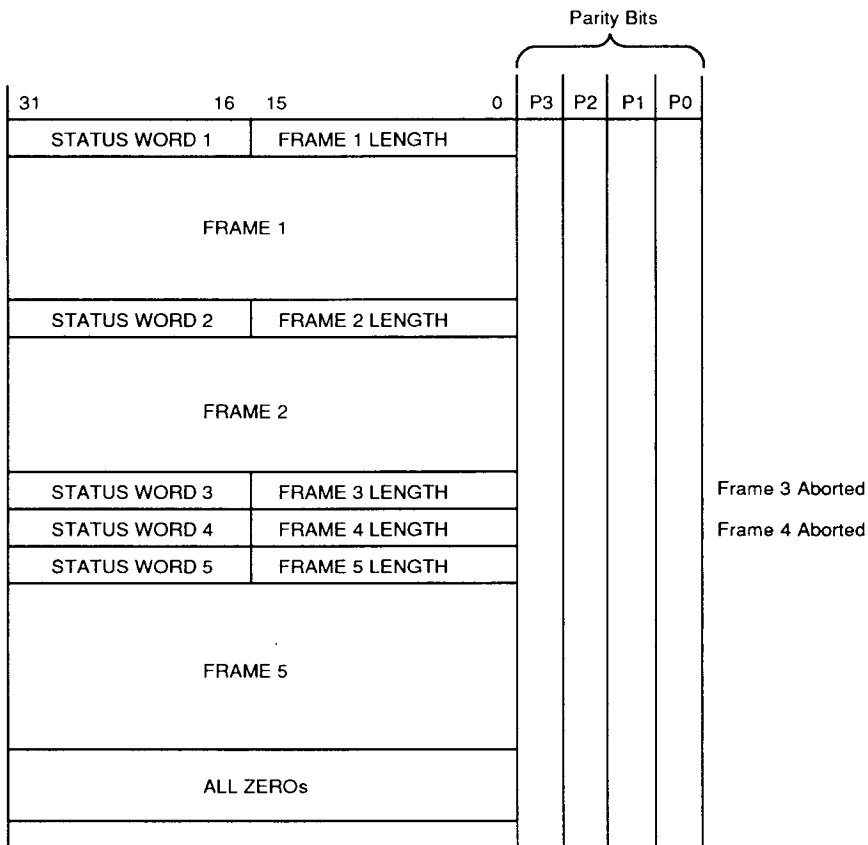 Parity Bits
31 16 15 0 P3 P2 P1 P0
STATUS WORD 1 FRAME 1 LENGTH
FRAME 1
STATUS WORD 2 FRAME 2 LENGTH
FRAME 2
STATUS WORD 3 FRAME 3 LENGTH Frame 3 Aborted
STATUS WORD 4 FRAME 4 LENGTH Frame 4 Aborted
STATUS WORD 5 FRAME 5 LENGTH
FRAME 5
ALL ZEROs